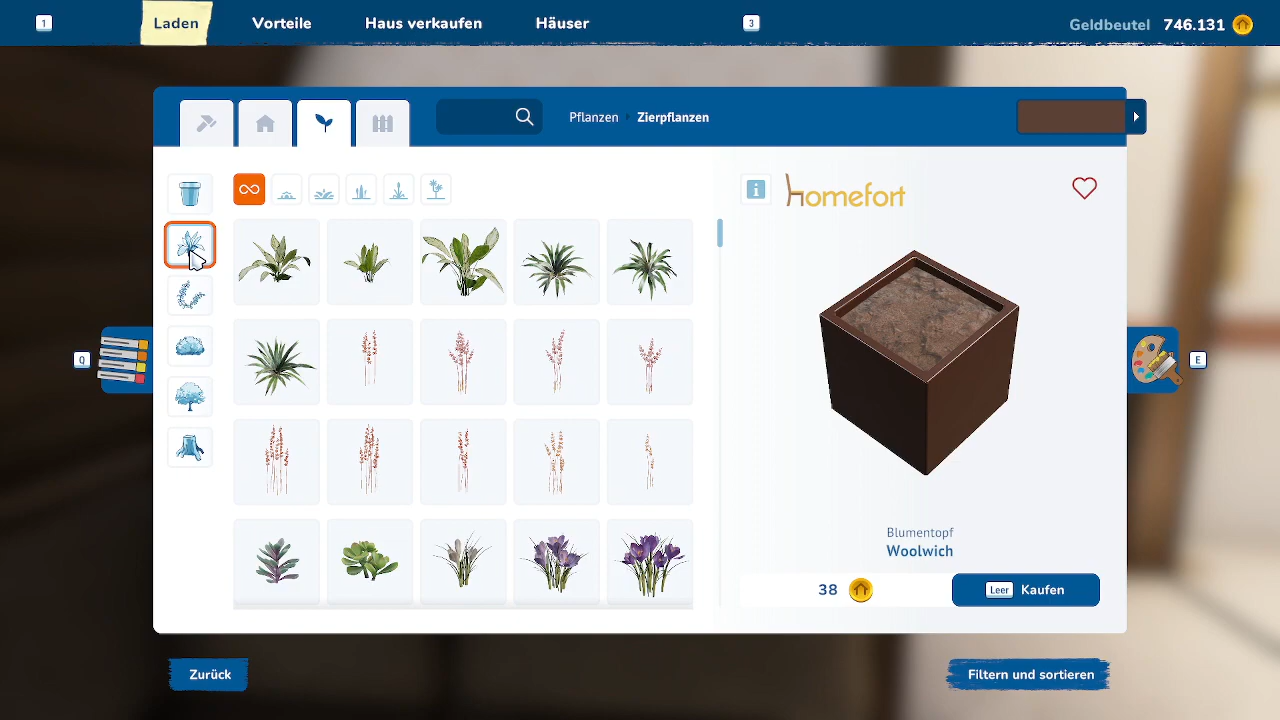 1
Laden
Vorteile
Haus verkaufen
Häuser
3
Geldbeutel 746.131
Pflanzen Zierpflanzen
homefort
Q
E
Blumentopf
Woolwich
38
Leer Kaufen
Zurück
Filtern und sortieren